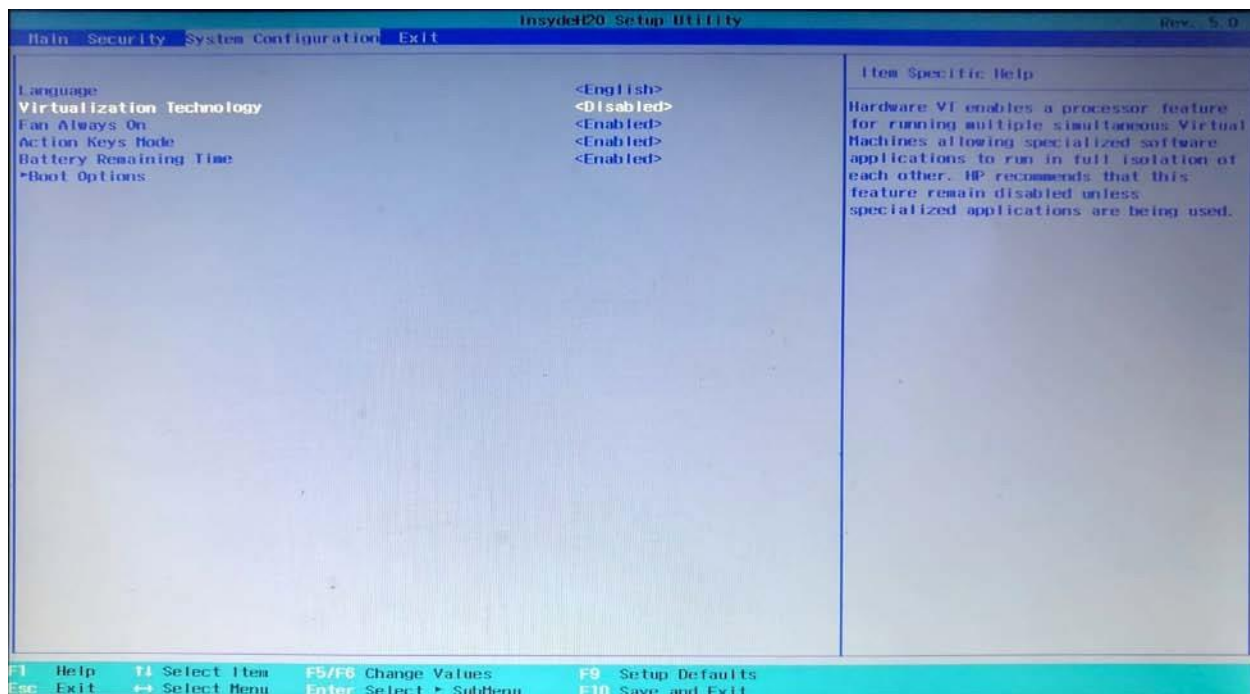 InsydeH20 Setup Utility Rev. 5.0
Main Security System Configuration Exit
Language <English>
Virtualization Technology <Disabled>
Fan Always On <Enabled>
Action Keys Mode <Enabled>
Battery Remaining Time <Enabled>
►Boot Options
Item Specific Help
Hardware VT enables a processor feature
for running multiple simultaneous Virtual
Machines allowing specialized software
applications to run in full isolation of
each other. HP recommends that this
feature remain disabled unless
specialized applications are being used.
F1 Help ↑↓ Select Item F5/F6 Change Values F9 Setup Defaults
Esc Exit ↔ Select Menu Enter Select ► SubMenu F10 Save and Exit